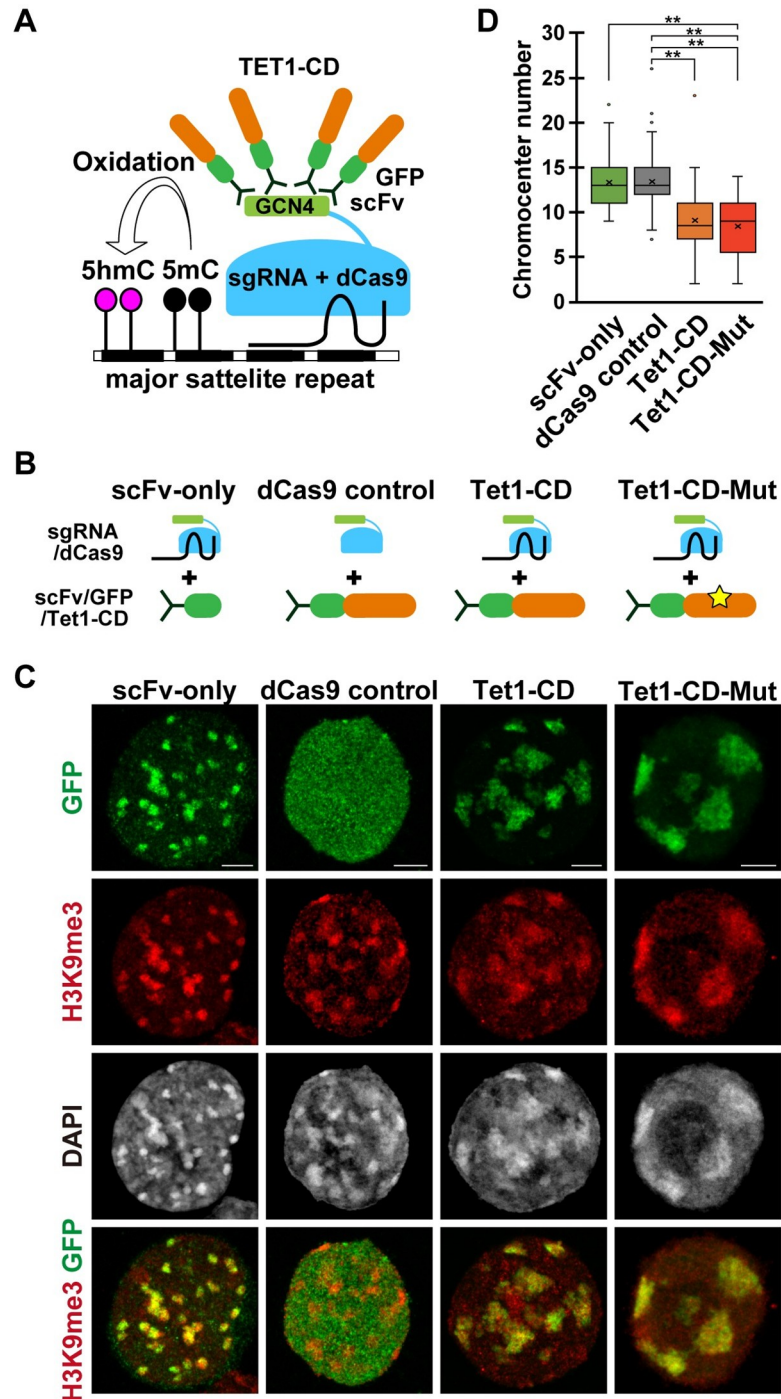 A
TET1-CD
Oxidation
GFP
scFv
GCN4
5hmC 5mC
sgRNA + dCas9
major sattelite repeat
D
**
**
**
**
Chromocenter number
30
25
20
15
10
5
0
scFv-only
dCas9 control
Tet1-CD
Tet1-CD-Mut
B
scFv-only dCas9 control Tet1-CD Tet1-CD-Mut
sgRNA
/dCas9
+ + + +
scFv/GFP
/Tet1-CD
C
scFv-only dCas9 control Tet1-CD Tet1-CD-Mut
GFP
H3K9me3
DAPI
H3K9me3 GFP